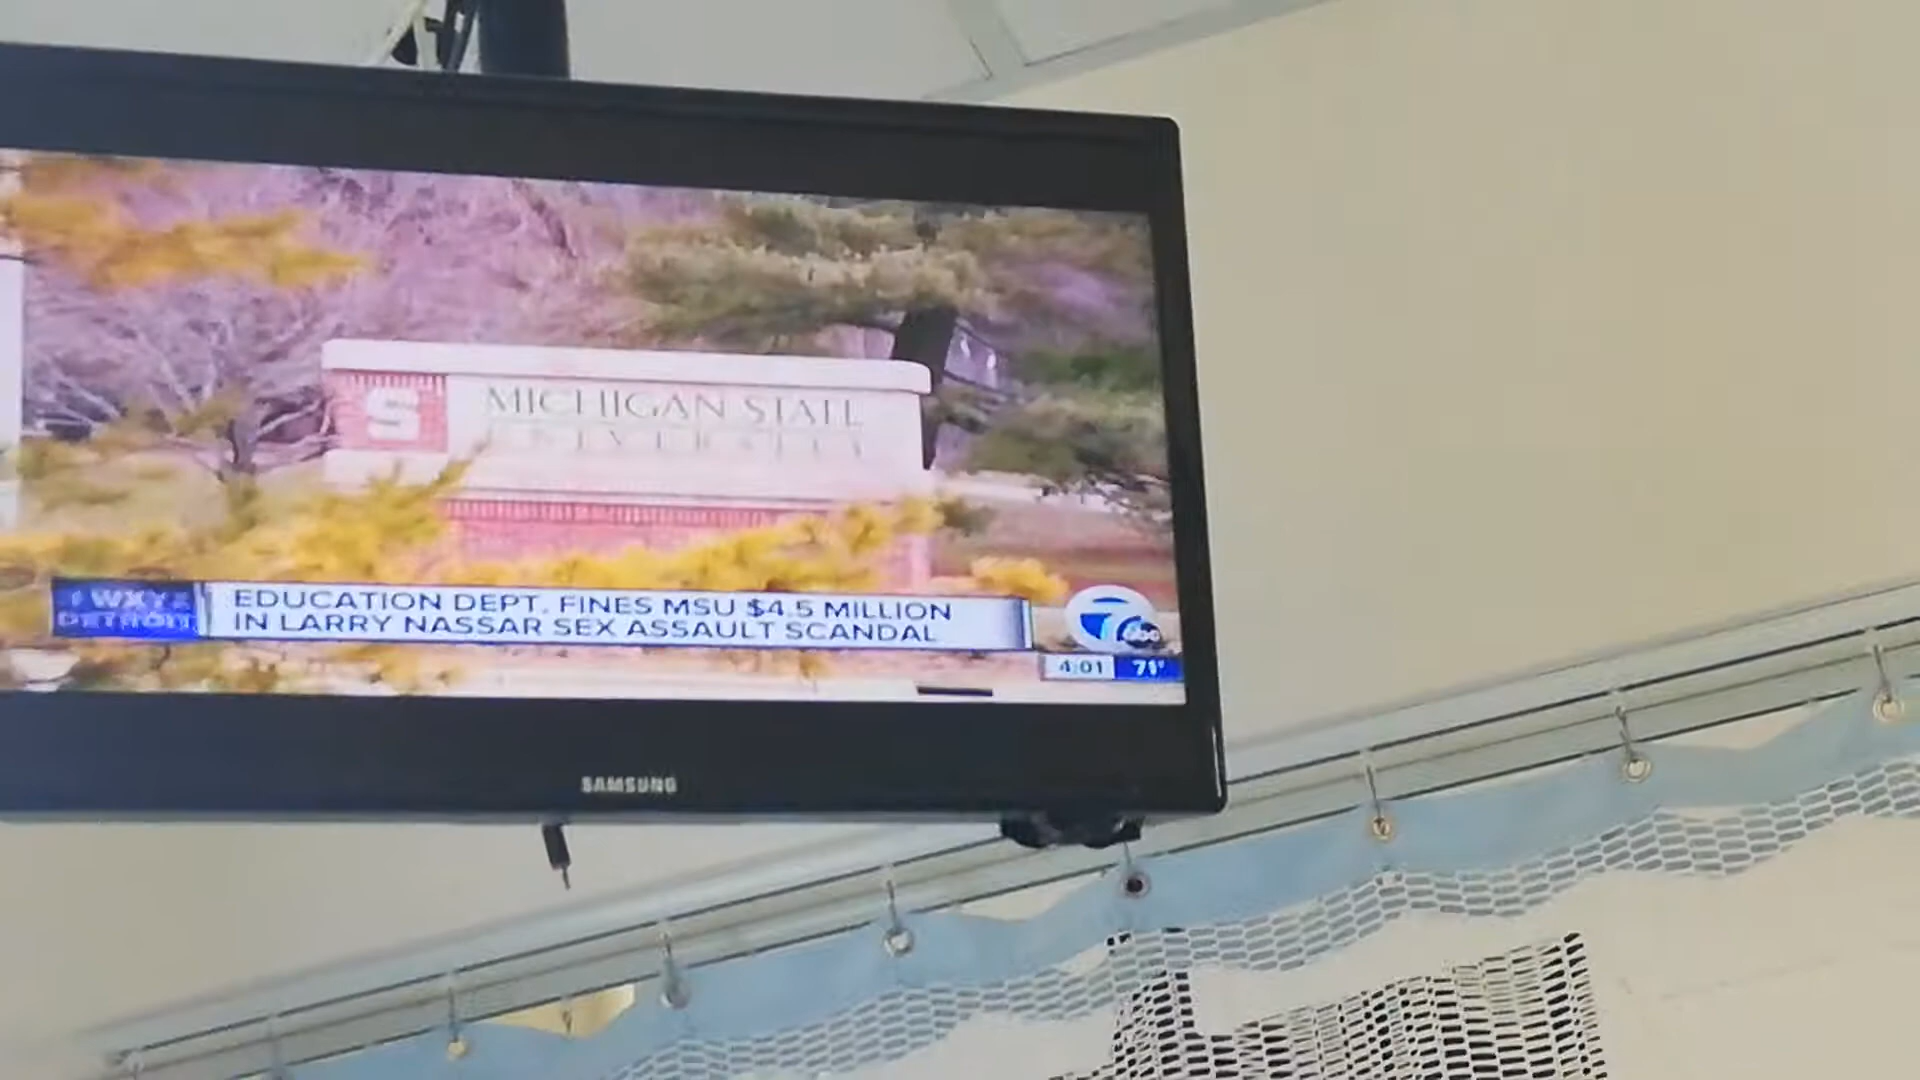 S
MICHIGAN STATE
UNIVERSITY
WXYZ
DETROIT
EDUCATION DEPT. FINES MSU $4.5 MILLION
IN LARRY NASSAR SEX ASSAULT SCANDAL
7 abc
4:01 71°
SAMSUNG